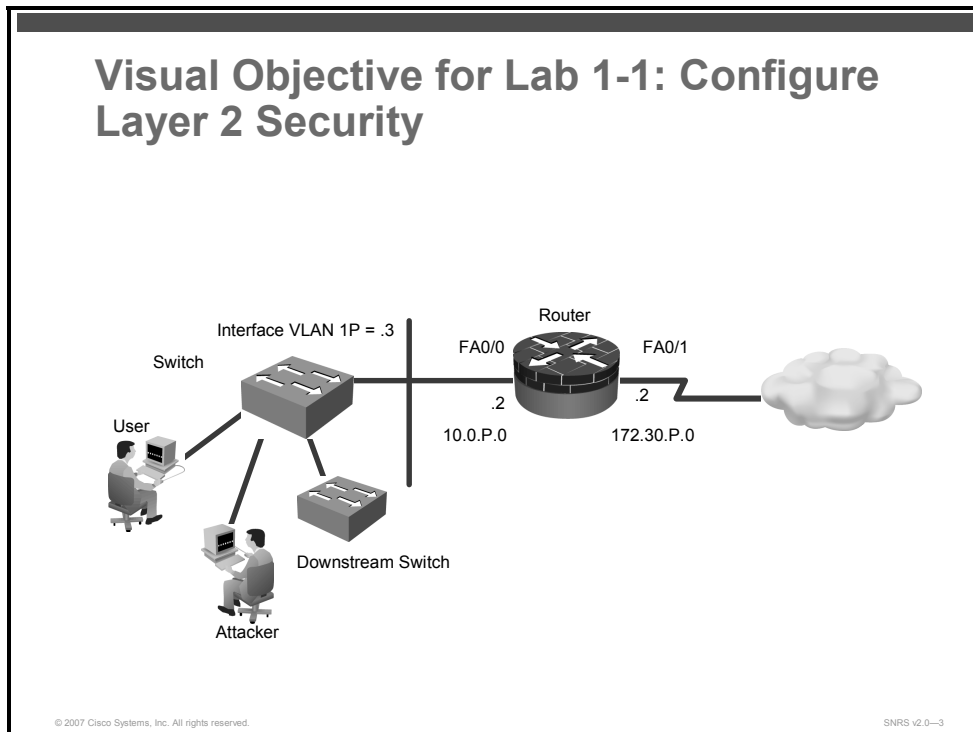 Visual Objective for Lab 1-1: Configure
Layer 2 Security
Router
Interface VLAN 1P = .3
FA0/0
FA0/1
Switch
.2
.2
User
10.0.P.0
172.30.P.0
Downstream Switch
Attacker
© 2007 Cisco Systems, Inc. All rights reserved.
SNRS v2.0—3